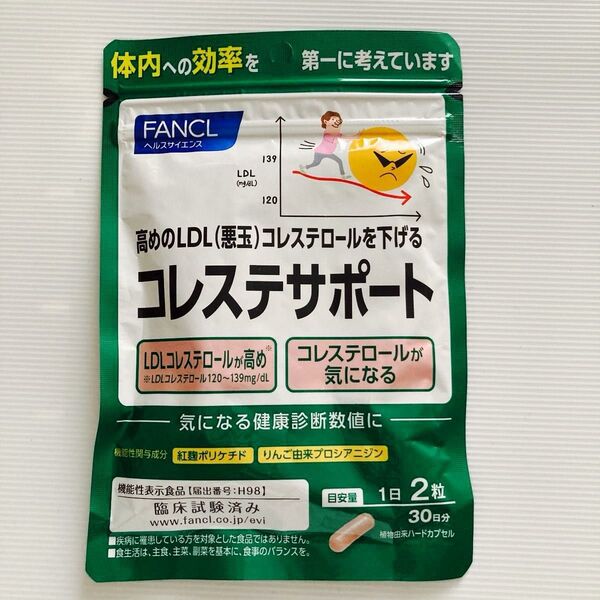 体内への効率を 第一に考えています
FANCL
ヘルスサイエンス
139
LDL
(mg/dL)
120
高めのLDL(悪玉)コレステロールを下げる
コレステサポート
LDLコレステロールが高め※
※LDLコレステロール120〜139mg/dL
コレステロールが
気になる
気になる健康診断数値に
機能性関与成分 紅麹ポリケチド りんご由来プロシアニジン
機能性表示食品【届出番号:H98】
臨床試験済み
www.fancl.co.jp/evi
目安量 1日 2粒
30日分
植物由来ハードカプセル
■疾病に罹患している方を対象とした食品ではありません。
■食生活は、主食、主菜、副菜を基本に、食事のバランスを。